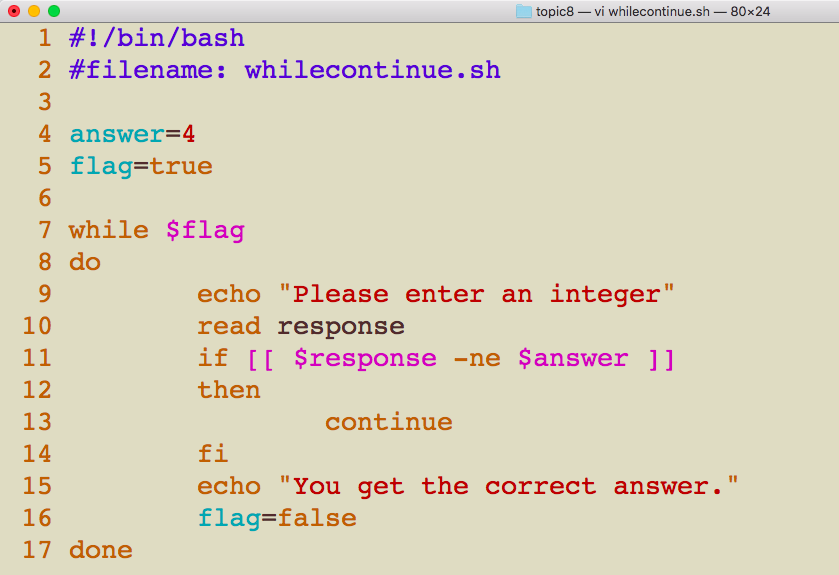 topic8 — vi whilecontinue.sh — 80×24
1 #!/bin/bash
2 #filename: whilecontinue.sh
3
4 answer=4
5 flag=true
6
7 while $flag
8 do
9         echo "Please enter an integer"
10         read response
11         if [[ $response -ne $answer ]]
12         then
13                 continue
14         fi
15         echo "You get the correct answer."
16         flag=false
17 done